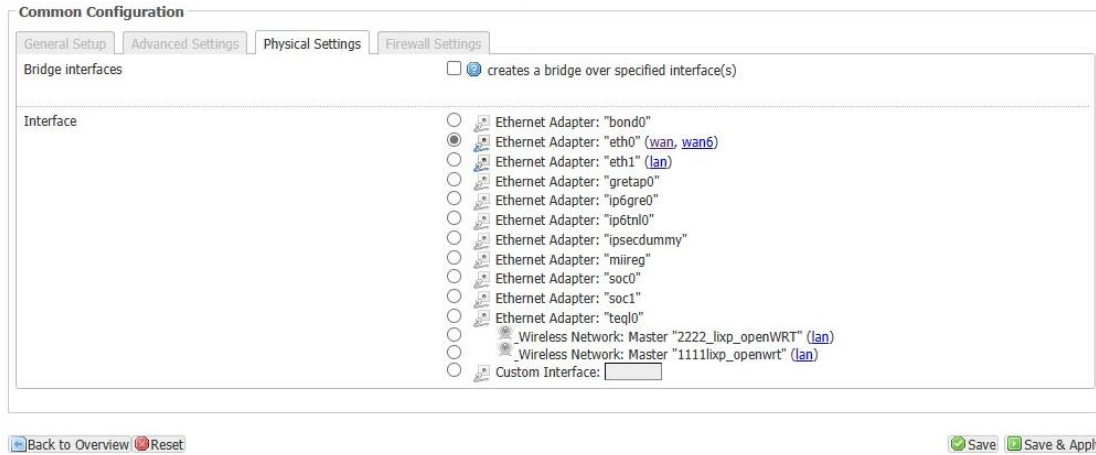 Common Configuration
General Setup Advanced Settings Physical Settings Firewall Settings
Bridge interfaces creates a bridge over specified interface(s)
Interface Ethernet Adapter: "bond0"
Ethernet Adapter: "eth0" (wan, wan6)
Ethernet Adapter: "eth1" (lan)
Ethernet Adapter: "gretap0"
Ethernet Adapter: "ip6gre0"
Ethernet Adapter: "ip6tnl0"
Ethernet Adapter: "ipsecdummy"
Ethernet Adapter: "miireg"
Ethernet Adapter: "soc0"
Ethernet Adapter: "soc1"
Ethernet Adapter: "teql0"
_Wireless Network: Master "2222_lixp_openWRT" (lan)
_Wireless Network: Master "1111lixp_openwrt" (lan)
Custom Interface:
Back to Overview Reset Save Save & Appl